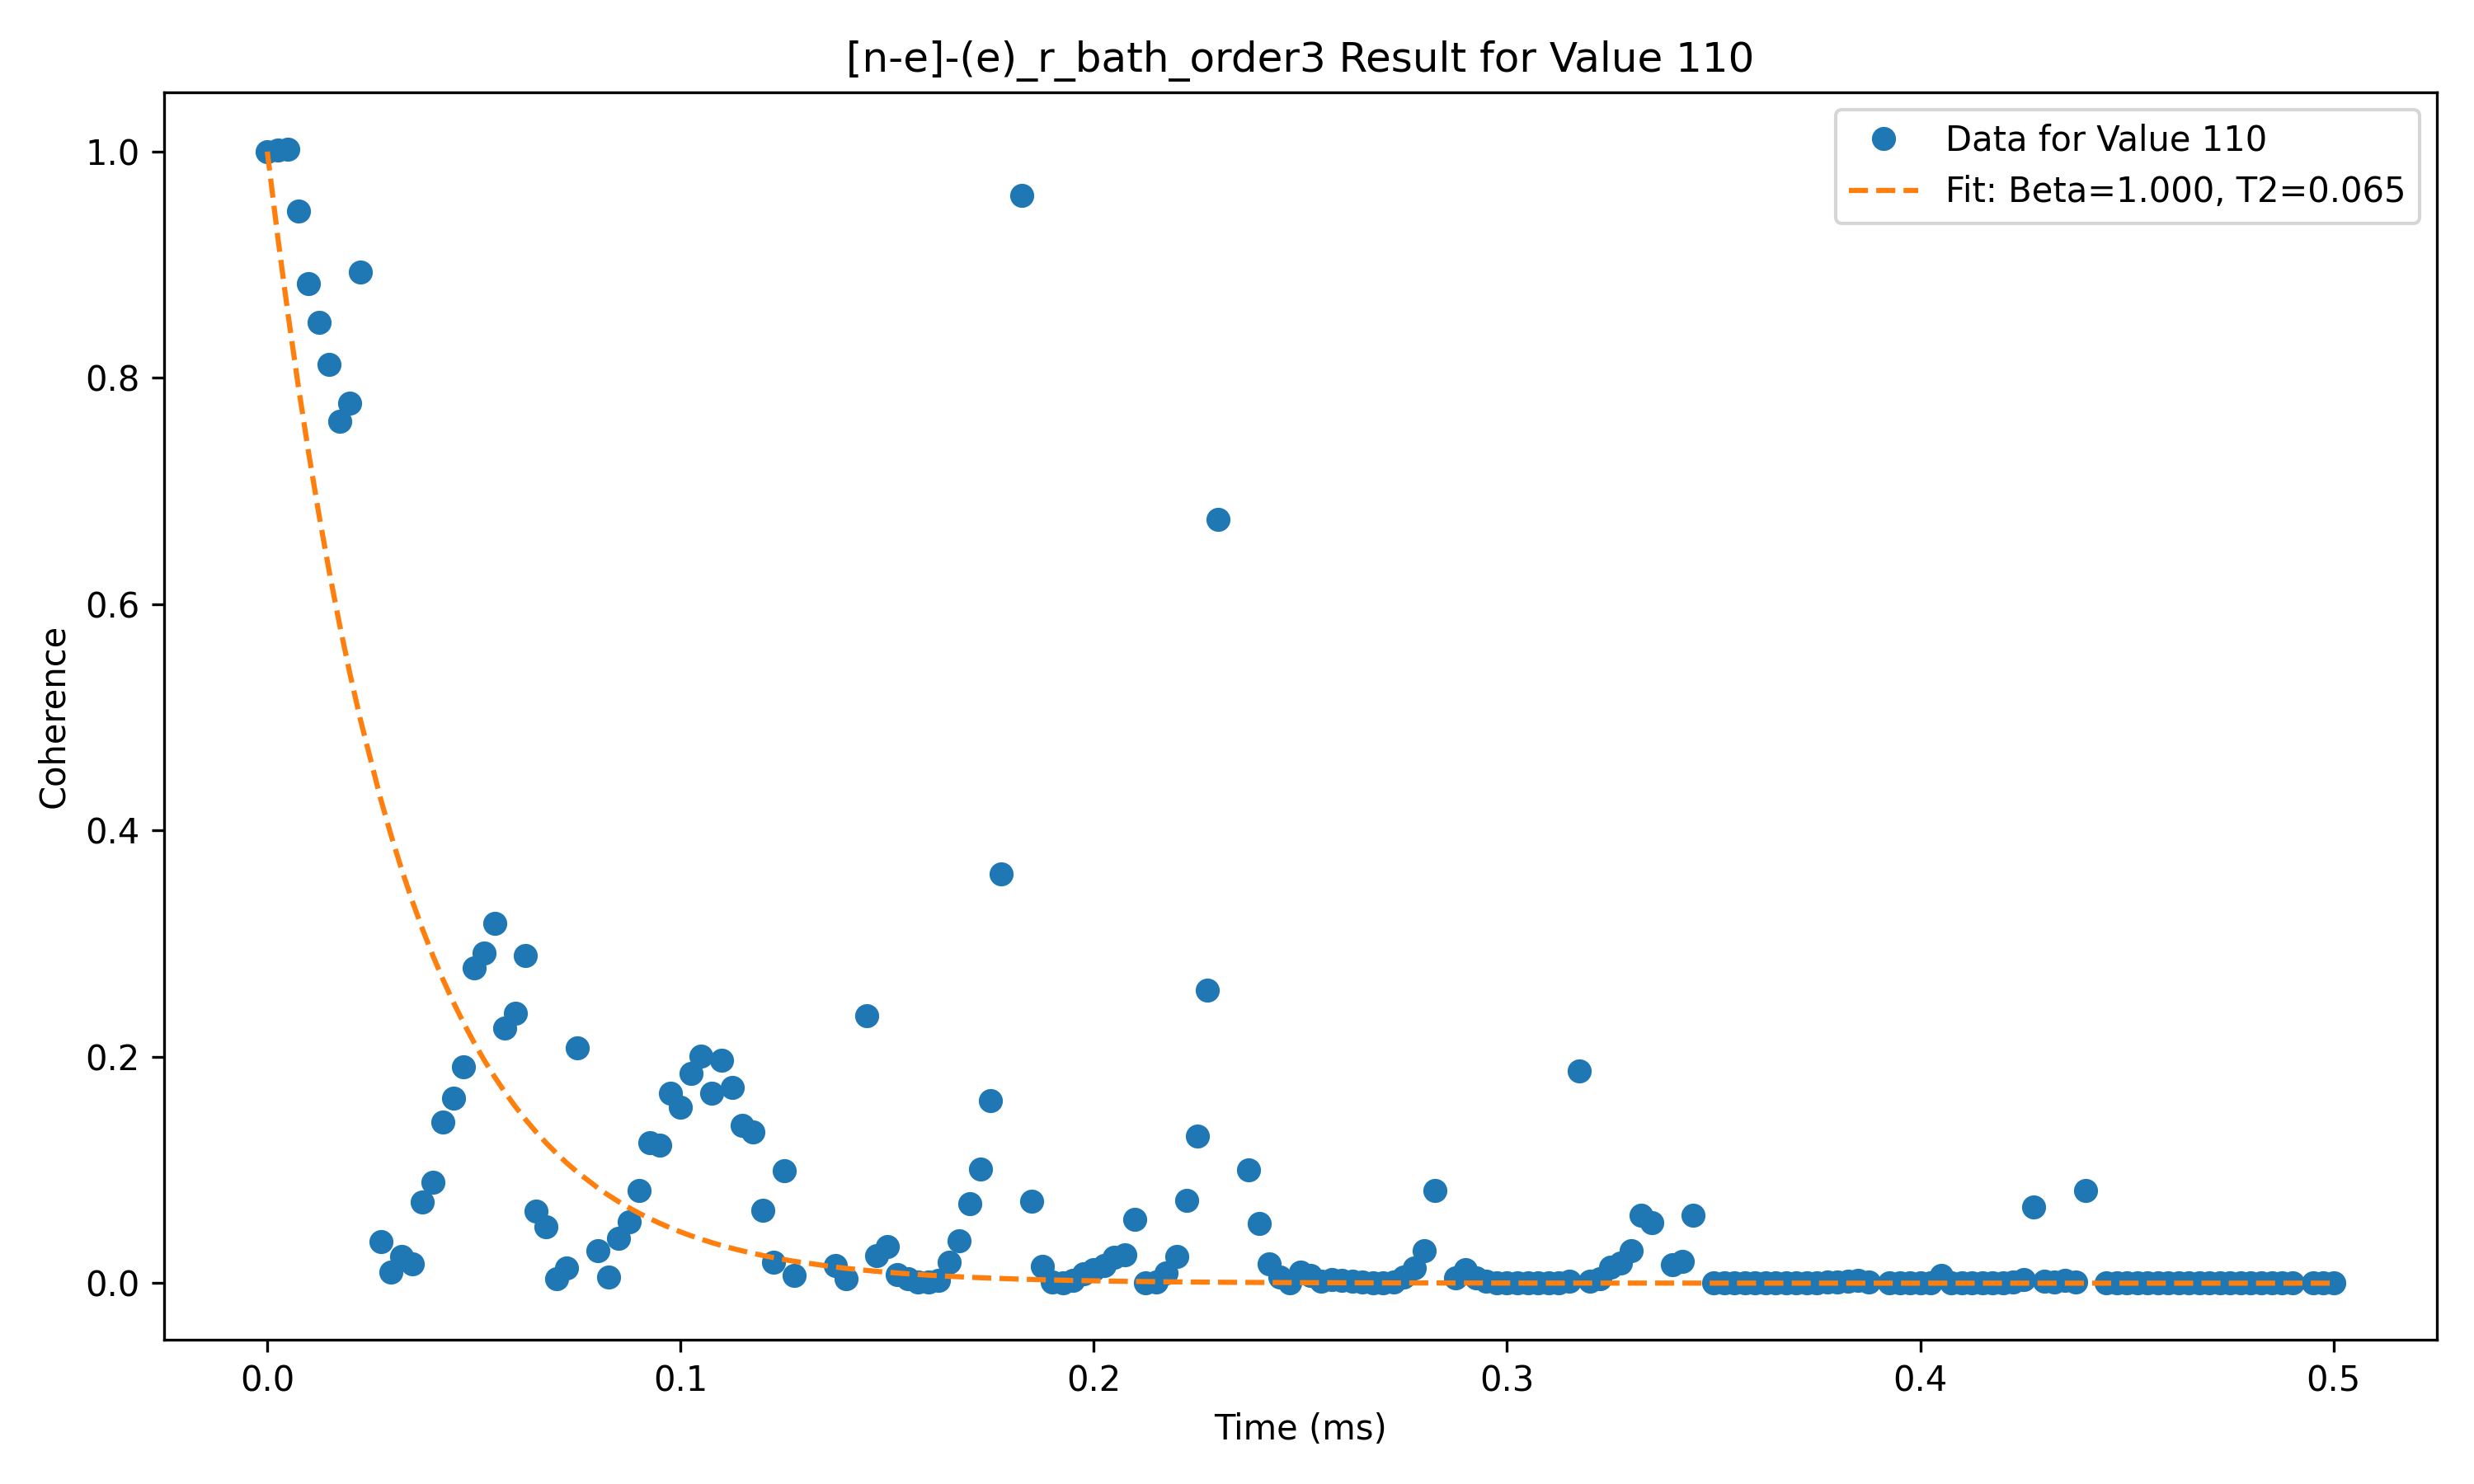 [n-e]-(e)_r_bath_order3 Result for Value 110
Data for Value 110
Fit: Beta=1.000, T2=0.065
Coherence
1.0
0.8
0.6
0.4
0.2
0.0
0.0 0.1 0.2 0.3 0.4 0.5
Time (ms)